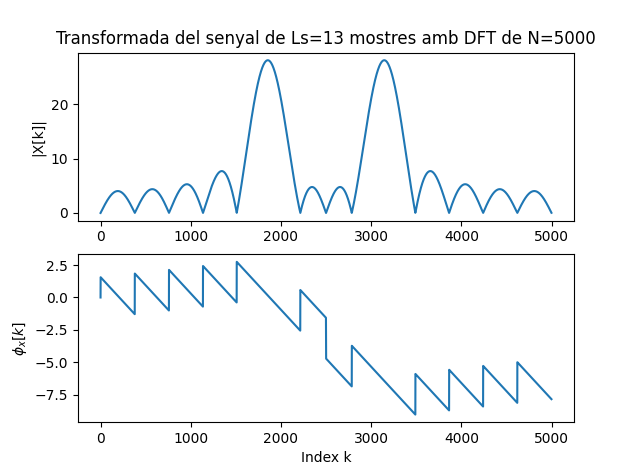 Transformada del senyal de Ls=13 mostres amb DFT de N=5000
|X[k]|
20
10
0
0 1000 2000 3000 4000 5000
ϕx[k]
2.5
0.0
−2.5
−5.0
−7.5
0 1000 2000 3000 4000 5000
Index k